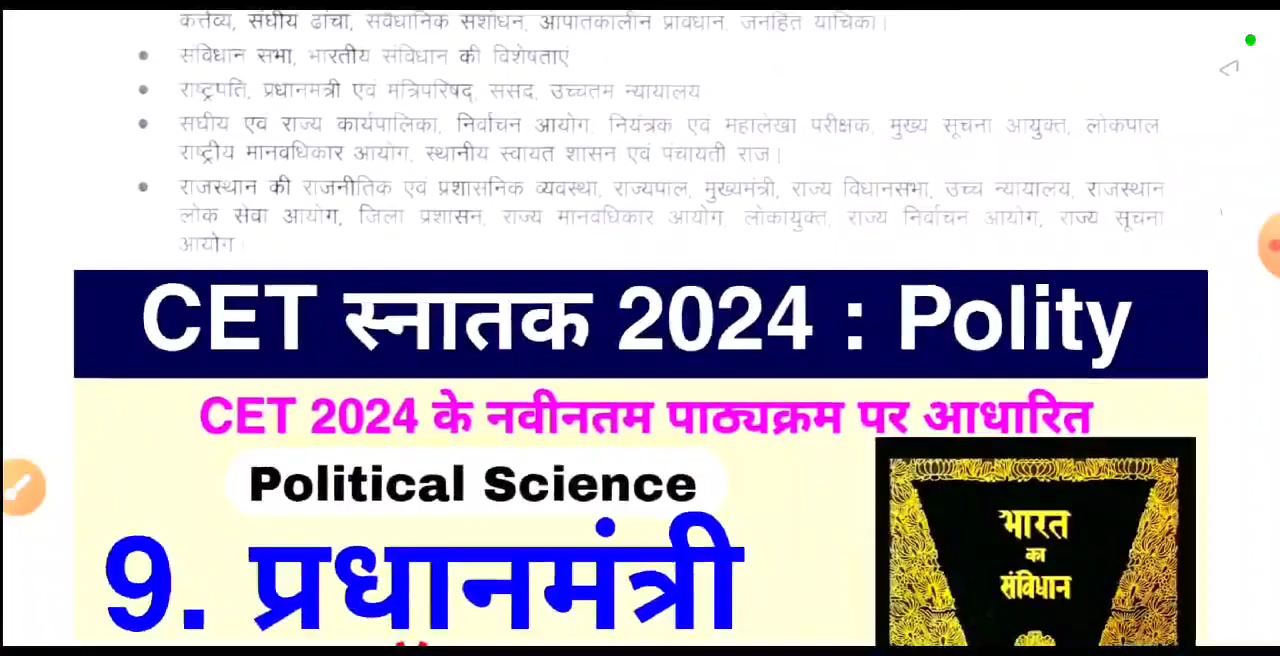 कर्त्तव्य, संघीय ढांचा, संवैधानिक संशोधन, आपातकालीन प्रावधान, जनहित याचिका।
संविधान सभा, भारतीय संविधान की विशेषताएं
राष्ट्रपति, प्रधानमंत्री एवं मंत्रिपरिषद्, संसद, उच्चतम न्यायालय
संघीय एवं राज्य कार्यपालिका, निर्वाचन आयोग, नियंत्रक एवं महालेखा परीक्षक, मुख्य सूचना आयुक्त, लोकपाल,
राष्ट्रीय मानवधिकार आयोग, स्थानीय स्वायत शासन एवं पंचायती राज।
राजस्थान की राजनीतिक एवं प्रशासनिक व्यवस्था, राज्यपाल, मुख्यमंत्री, राज्य विधानसभा, उच्च न्यायालय, राजस्थान
लोक सेवा आयोग, जिला प्रशासन, राज्य मानवधिकार आयोग, लोकायुक्त, राज्य निर्वाचन आयोग, राज्य सूचना
आयोग।
CET स्नातक 2024 : Polity
CET 2024 के नवीनतम पाठ्यक्रम पर आधारित
Political Science
9. प्रधानमंत्री
भारत
का
संविधान